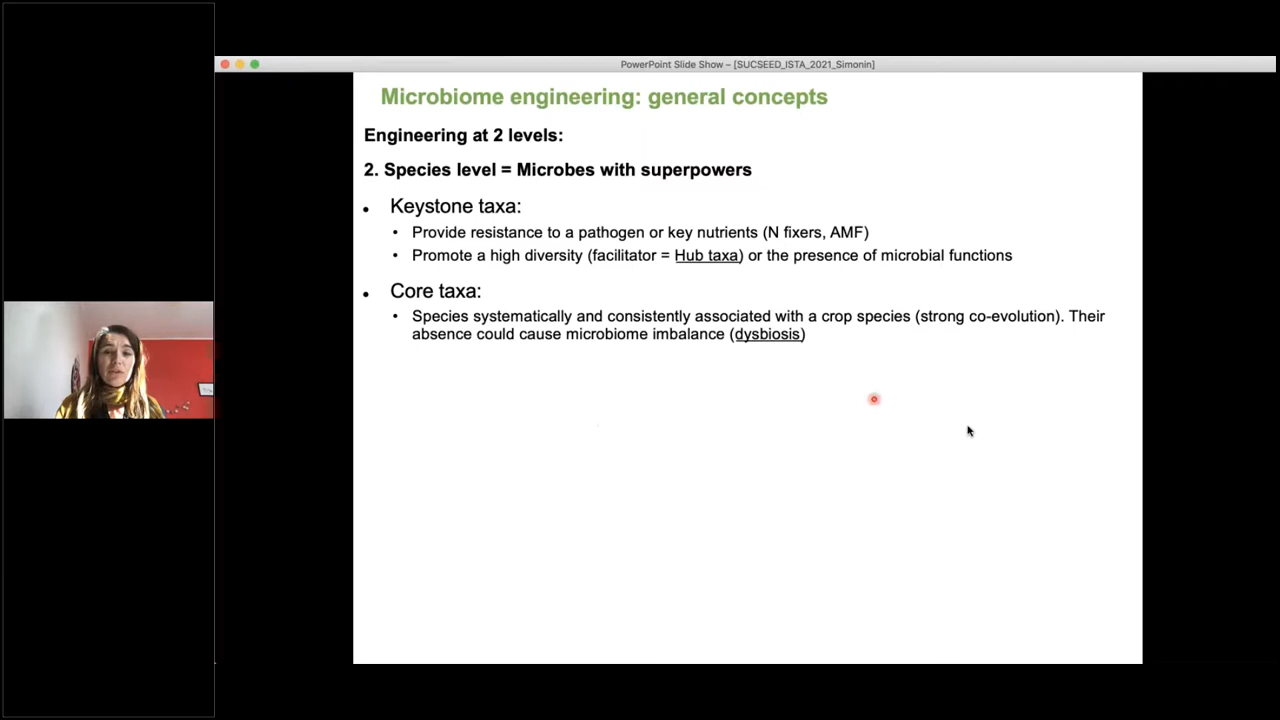 PowerPoint Slide Show – [SUCSEED_ISTA_2021_Simonin]
Microbiome engineering: general concepts
Engineering at 2 levels:
2. Species level = Microbes with superpowers
• Keystone taxa:
• Provide resistance to a pathogen or key nutrients (N fixers, AMF)
• Promote a high diversity (facilitator = Hub taxa) or the presence of microbial functions
• Core taxa:
• Species systematically and consistently associated with a crop species (strong co-evolution). Their
absence could cause microbiome imbalance (dysbiosis)